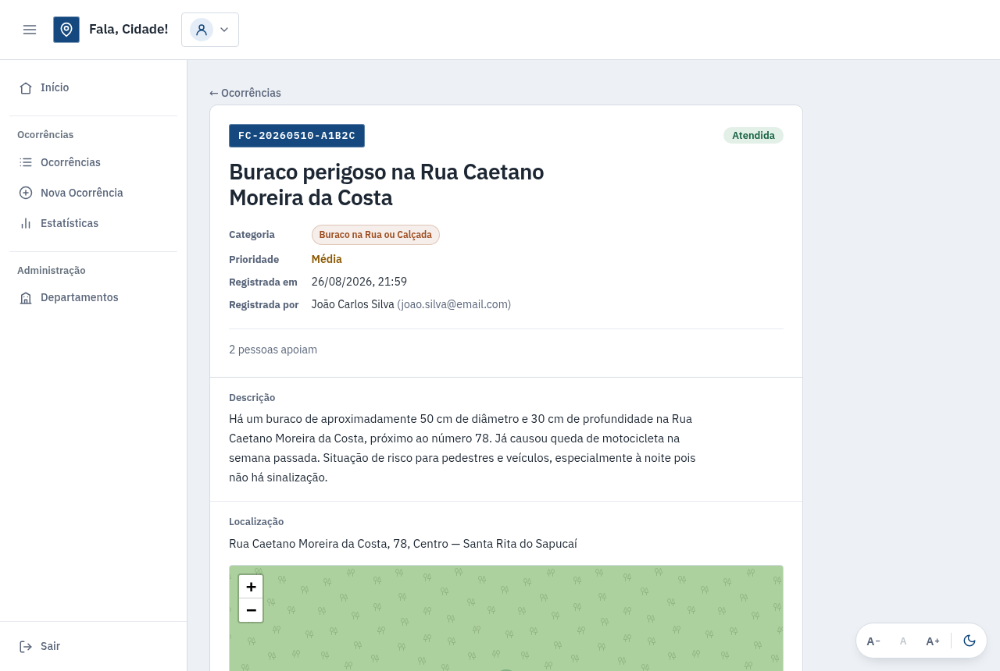 Fala, Cidade!
Início
Ocorrências
Ocorrências
Nova Ocorrência
Estatísticas
Administração
Departamentos
Sair
← Ocorrências
FC-20260510-A1B2C
Atendida
Buraco perigoso na Rua Caetano
Moreira da Costa
Categoria Buraco na Rua ou Calçada
Prioridade Média
Registrada em 26/08/2026, 21:59
Registrada por João Carlos Silva (joao.silva@email.com)
2 pessoas apoiam
Descrição
Há um buraco de aproximadamente 50 cm de diâmetro e 30 cm de profundidade na Rua
Caetano Moreira da Costa, próximo ao número 78. Já causou queda de motocicleta na
semana passada. Situação de risco para pedestres e veículos, especialmente à noite pois
não há sinalização.
Localização
Rua Caetano Moreira da Costa, 78, Centro — Santa Rita do Sapucaí
+
−
A− A A+